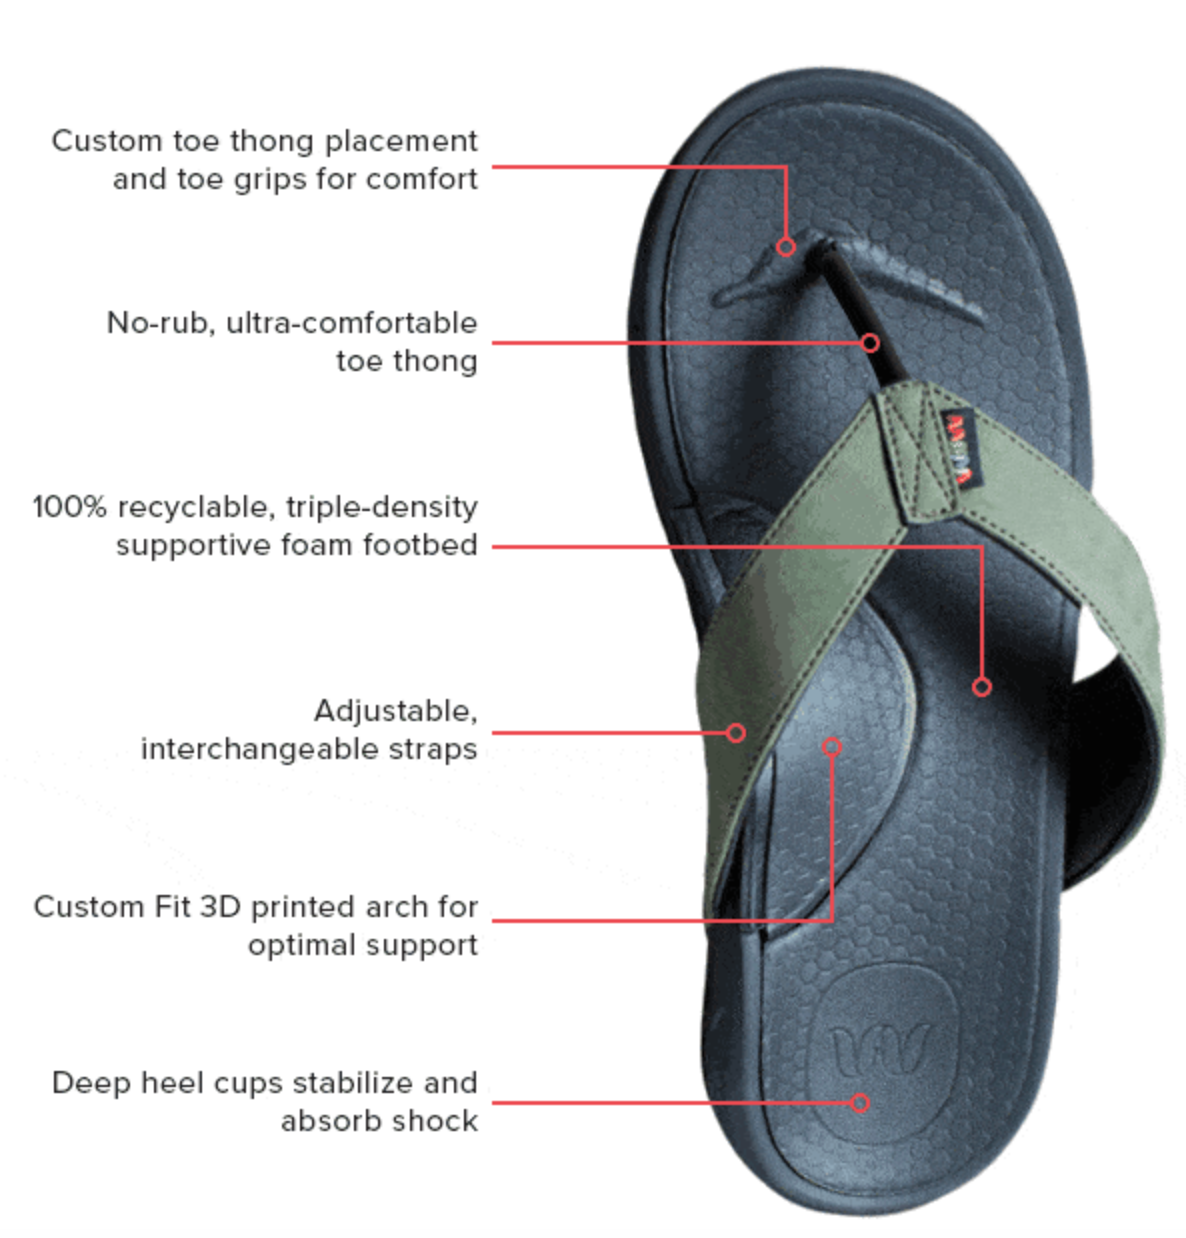 Custom toe thong placement
and toe grips for comfort
No-rub, ultra-comfortable
toe thong
100% recyclable, triple-density
supportive foam footbed
Adjustable,
interchangeable straps
Custom Fit 3D printed arch for
optimal support
Deep heel cups stabilize and
absorb shock